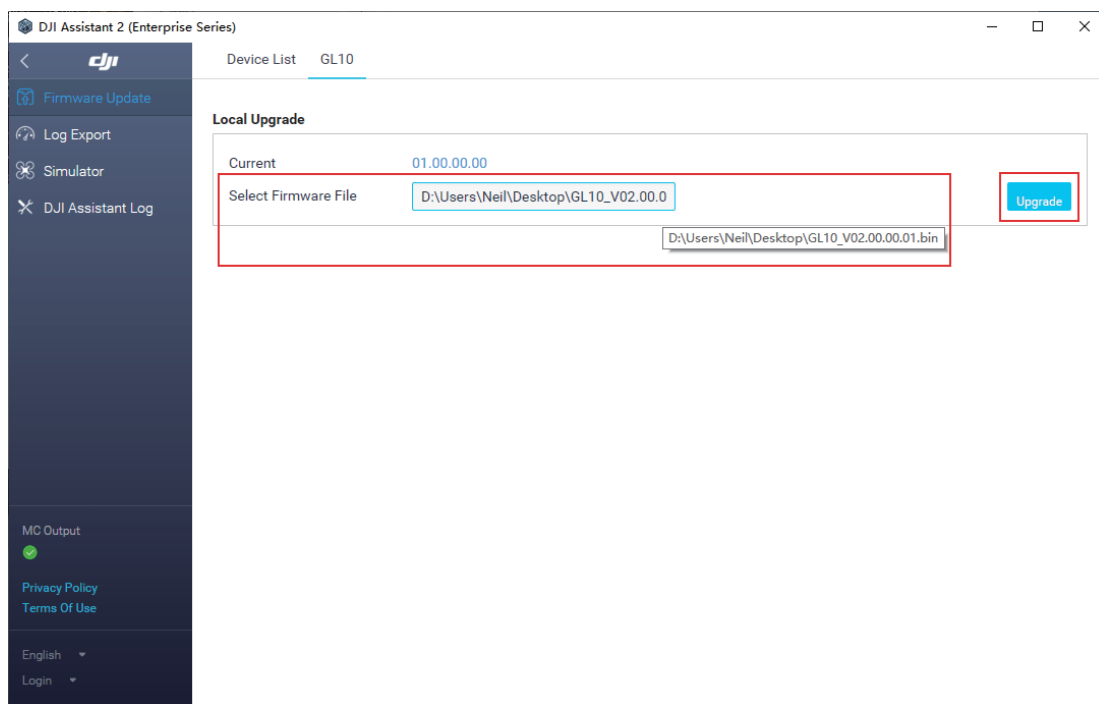 DJI Assistant 2 (Enterprise Series)
dji
Device List GL10
Firmware Update
Log Export
Simulator
DJI Assistant Log
Local Upgrade
Current 01.00.00.00
Select Firmware File D:\Users\Neil\Desktop\GL10_V02.00.0 Upgrade
D:\Users\Neil\Desktop\GL10_V02.00.00.01.bin
MC Output
Privacy Policy
Terms Of Use
English
Login